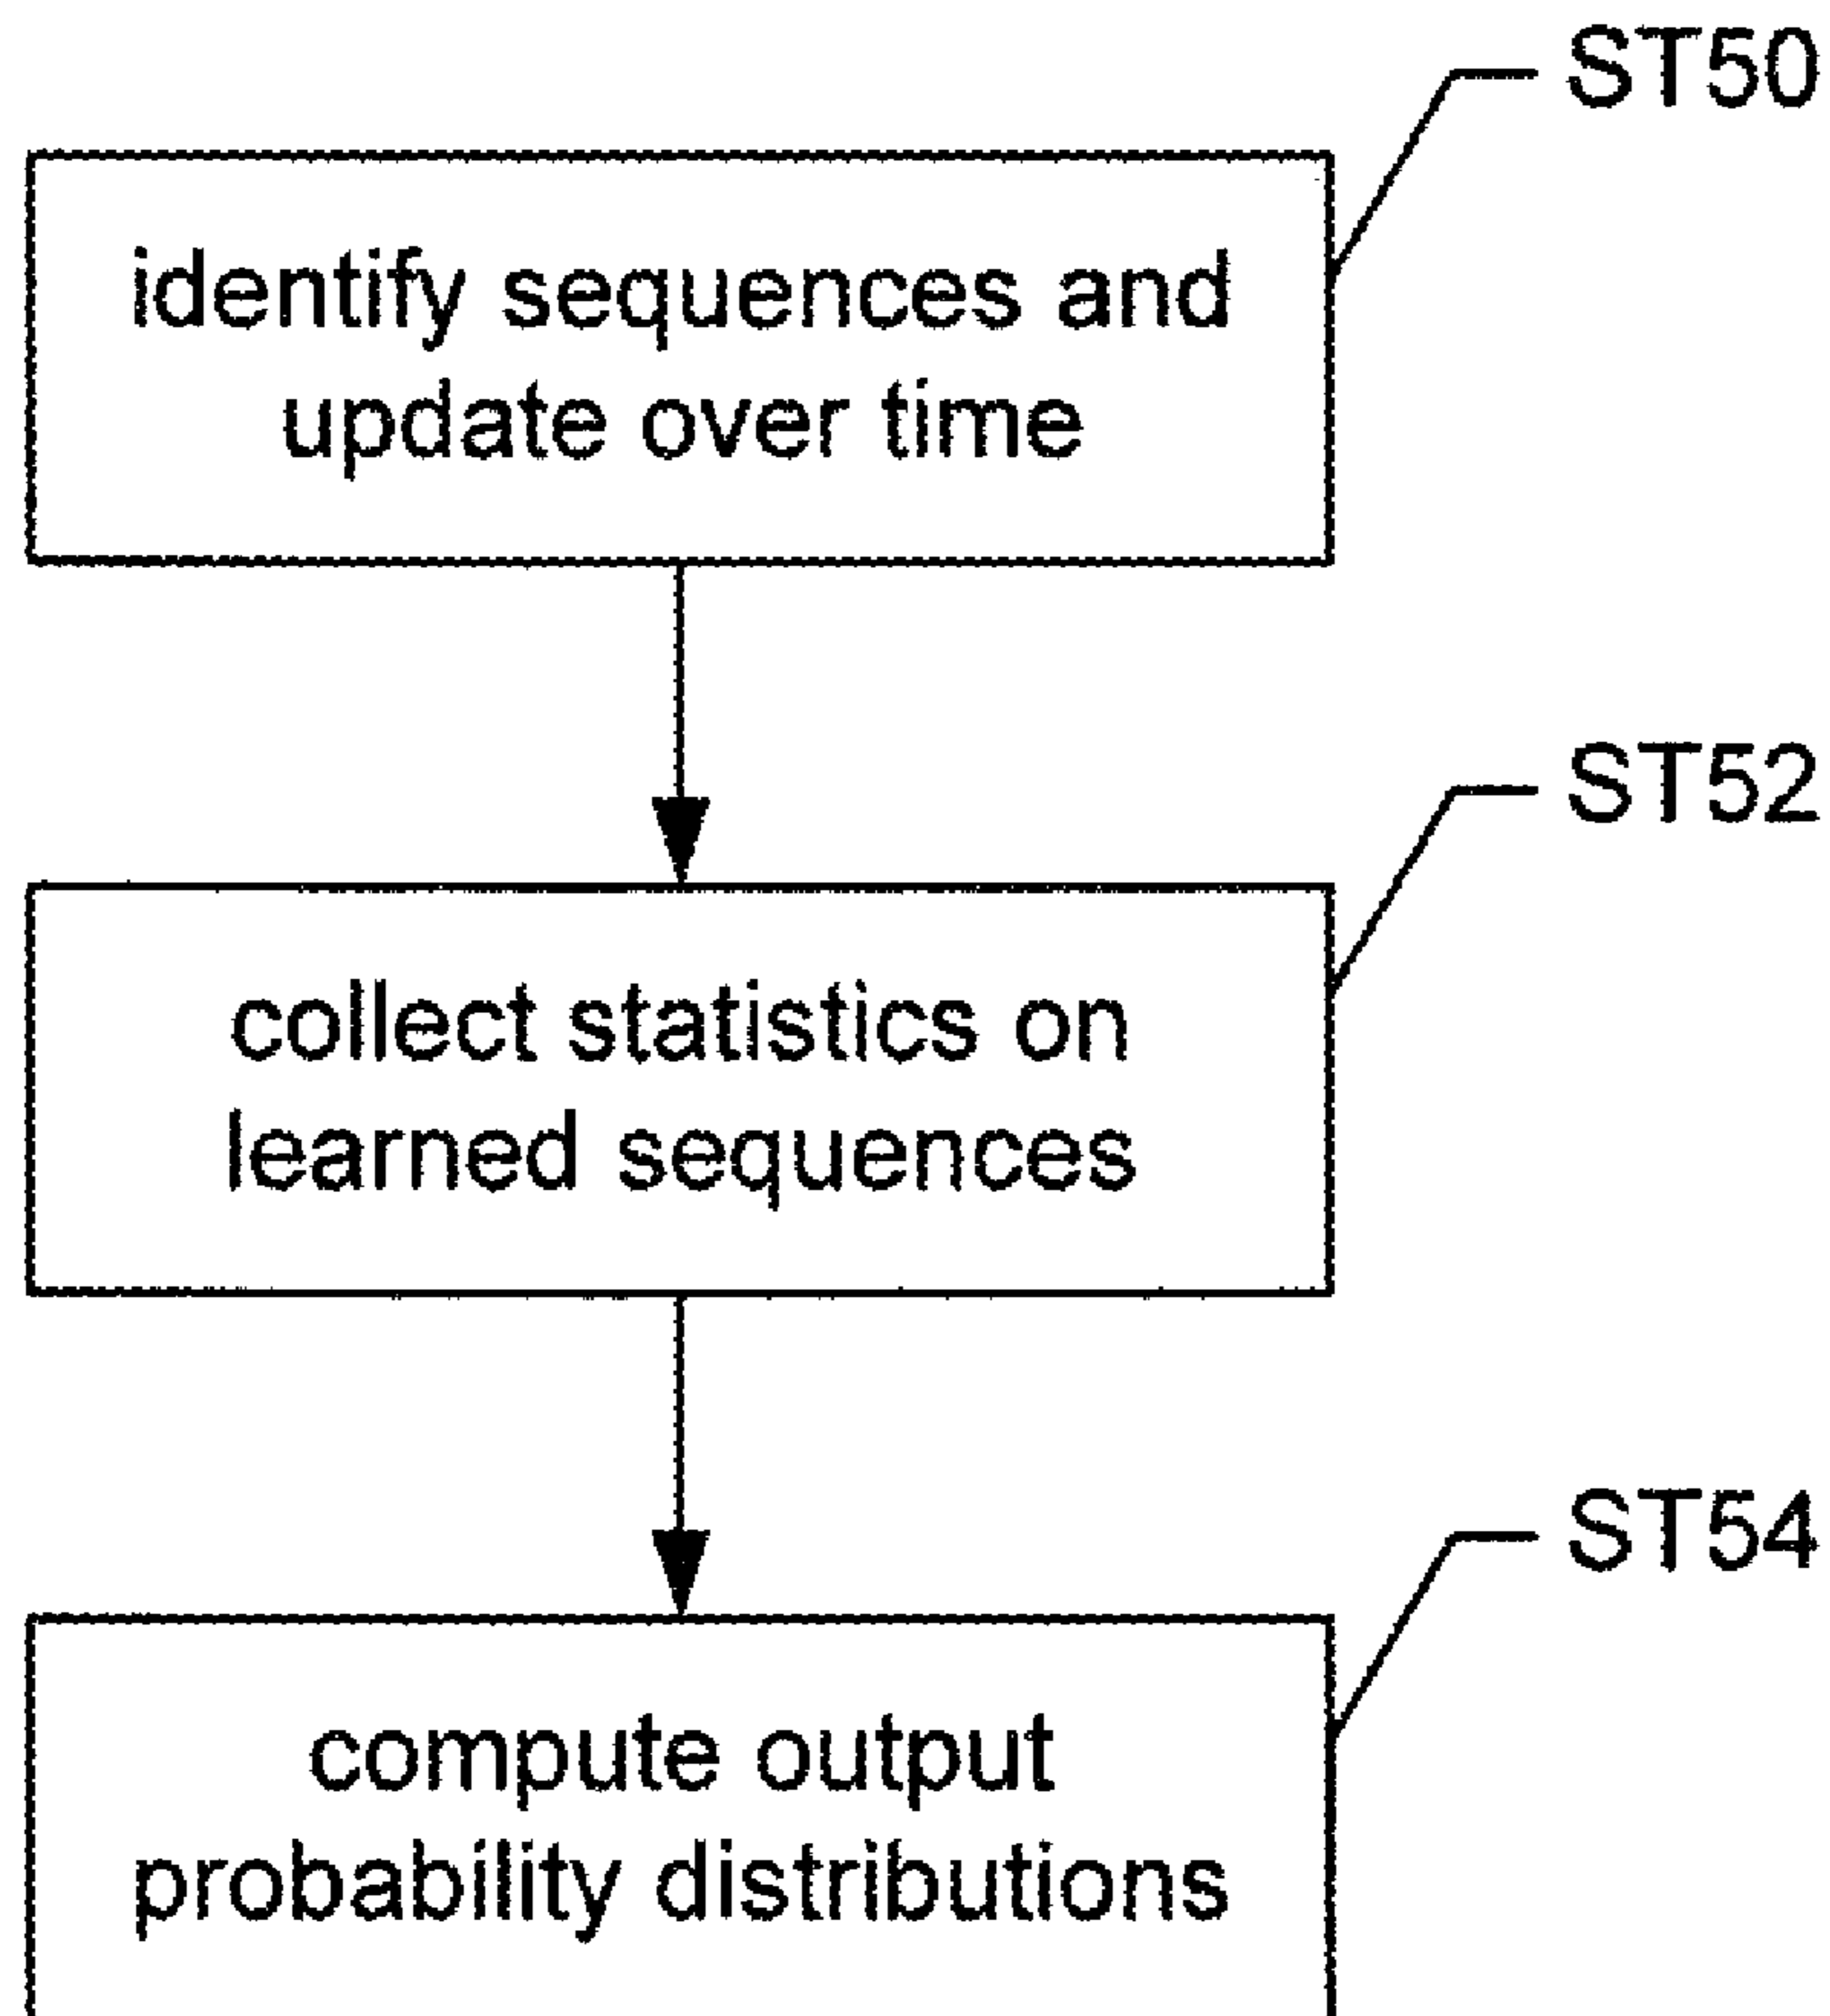 ST50
identify sequences and
update over time
ST52
collect statistics on
learned sequences
ST54
compute output
probability distributions